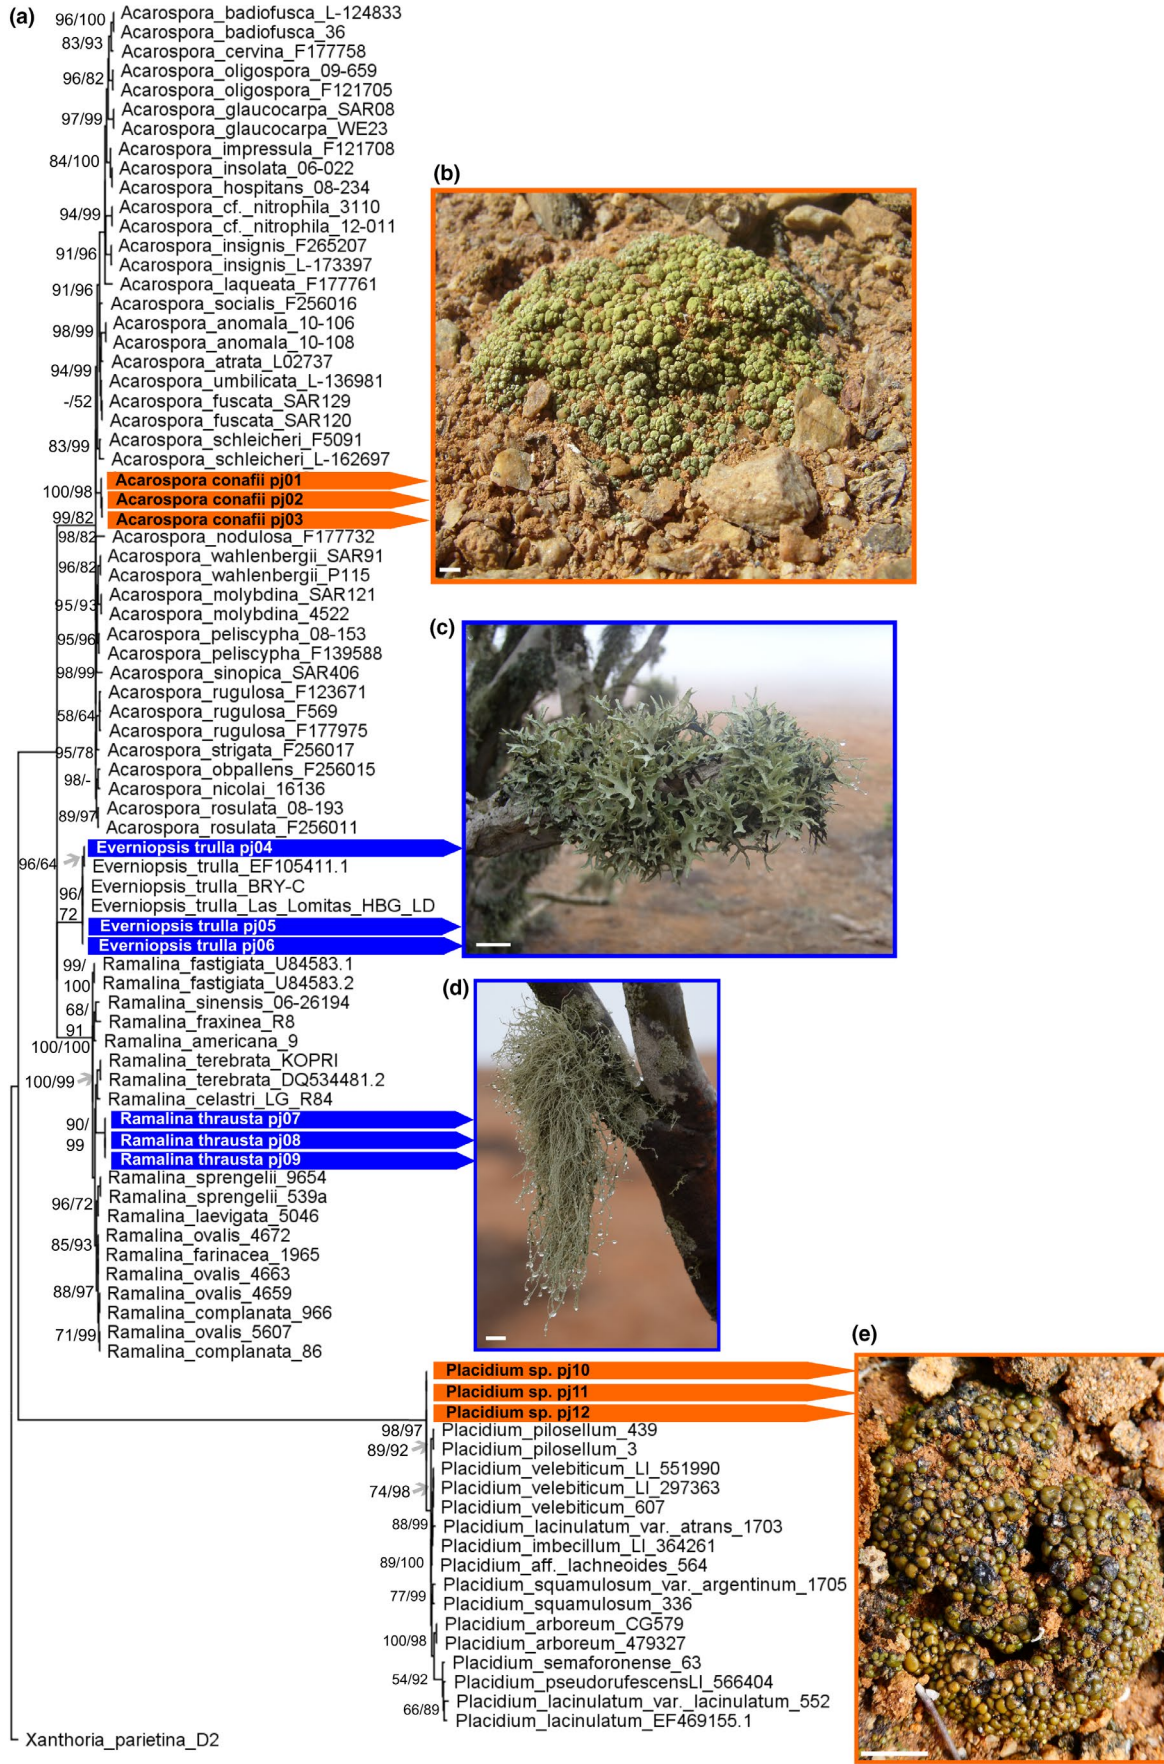 (a)
96/100
Acarospora_badiofusca_L-124833
Acarospora_badiofusca_36
83/93
Acarospora_cervina_F177758
Acarospora_oligospora_09-659
96/82
Acarospora_oligospora_F121705
Acarospora_glaucocarpa_SAR08
97/99
Acarospora_glaucocarpa_WE23
Acarospora_impressula_F121708
84/100
Acarospora_insolata_06-022
(b)
Acarospora_hospitans_08-234
Acarospora_cf._nitrophila_3110
94/99
Acarospora_cf._nitrophila_12-011
Acarospora_insignis_F265207
91/96
Acarospora_insignis_L-173397
Acarospora_laqueata_F177761
91/96
Acarospora_socialis_F256016
Acarospora_anomala_10-106
98/99
Acarospora_anomala_10-108
Acarospora_atrata_L02737
94/99
Acarospora_umbilicata_L-136981
-/52
Acarospora_fuscata_SAR129
Acarospora_fuscata_SAR120
Acarospora_schleicheri_F5091
83/99
Acarospora_schleicheri_L-162697
Acarospora conafii pj01
100/98
Acarospora conafii pj02
99/82
Acarospora conafii pj03
98/82
Acarospora_nodulosa_F177732
Acarospora_wahlenbergii_SAR91
96/82
Acarospora_wahlenbergii_P115
Acarospora_molybdina_SAR121
95/93
Acarospora_molybdina_4522
(c)
Acarospora_peliscypha_08-153
95/96
Acarospora_peliscypha_F139588
98/99
Acarospora_sinopica_SAR406
Acarospora_rugulosa_F123671
58/64
Acarospora_rugulosa_F569
Acarospora_rugulosa_F177975
95/78
Acarospora_strigata_F256017
Acarospora_obpallens_F256015
98/-
Acarospora_nicolai_16136
Acarospora_rosulata_08-193
89/97
Acarospora_rosulata_F256011
Everniopsis trulla pj04
96/64
Everniopsis_trulla_EF105411.1
96/
Everniopsis_trulla_BRY-C
72
Everniopsis_trulla_Las_Lomitas_HBG_LD
Everniopsis trulla pj05
Everniopsis trulla pj06
99/
Ramalina_fastigiata_U84583.1
100
Ramalina_fastigiata_U84583.2
(d)
68/
Ramalina_sinensis_06-26194
91
Ramalina_fraxinea_R8
100/100
Ramalina_americana_9
Ramalina_terebrata_KOPRI
100/99
Ramalina_terebrata_DQ534481.2
Ramalina_celastri_LG_R84
90/
Ramalina thrausta pj07
99
Ramalina thrausta pj08
Ramalina thrausta pj09
Ramalina_sprengelii_9654
96/72
Ramalina_sprengelii_539a
Ramalina_laevigata_5046
Ramalina_ovalis_4672
85/93
Ramalina_farinacea_1965
Ramalina_ovalis_4663
88/97
Ramalina_ovalis_4659
Ramalina_complanata_966
71/99
Ramalina_ovalis_5607
Ramalina_complanata_86
(e)
Placidium sp. pj10
Placidium sp. pj11
Placidium sp. pj12
98/97
Placidium_pilosellum_439
89/92
Placidium_pilosellum_3
Placidium_velebiticum_LI_551990
74/98
Placidium_velebiticum_LI_297363
Placidium_velebiticum_607
88/99
Placidium_lacinulatum_var._atrans_1703
Placidium_imbecillum_LI_364261
89/100
Placidium_aff._lachneoides_564
Placidium_squamulosum_var._argentinum_1705
77/99
Placidium_squamulosum_336
Placidium_arboreum_CG579
100/98
Placidium_arboreum_479327
Placidium_semaforonense_63
54/92
Placidium_pseudorufescensLI_566404
Placidium_lacinulatum_var._lacinulatum_552
66/89
Placidium_lacinulatum_EF469155.1
Xanthoria_parietina_D2